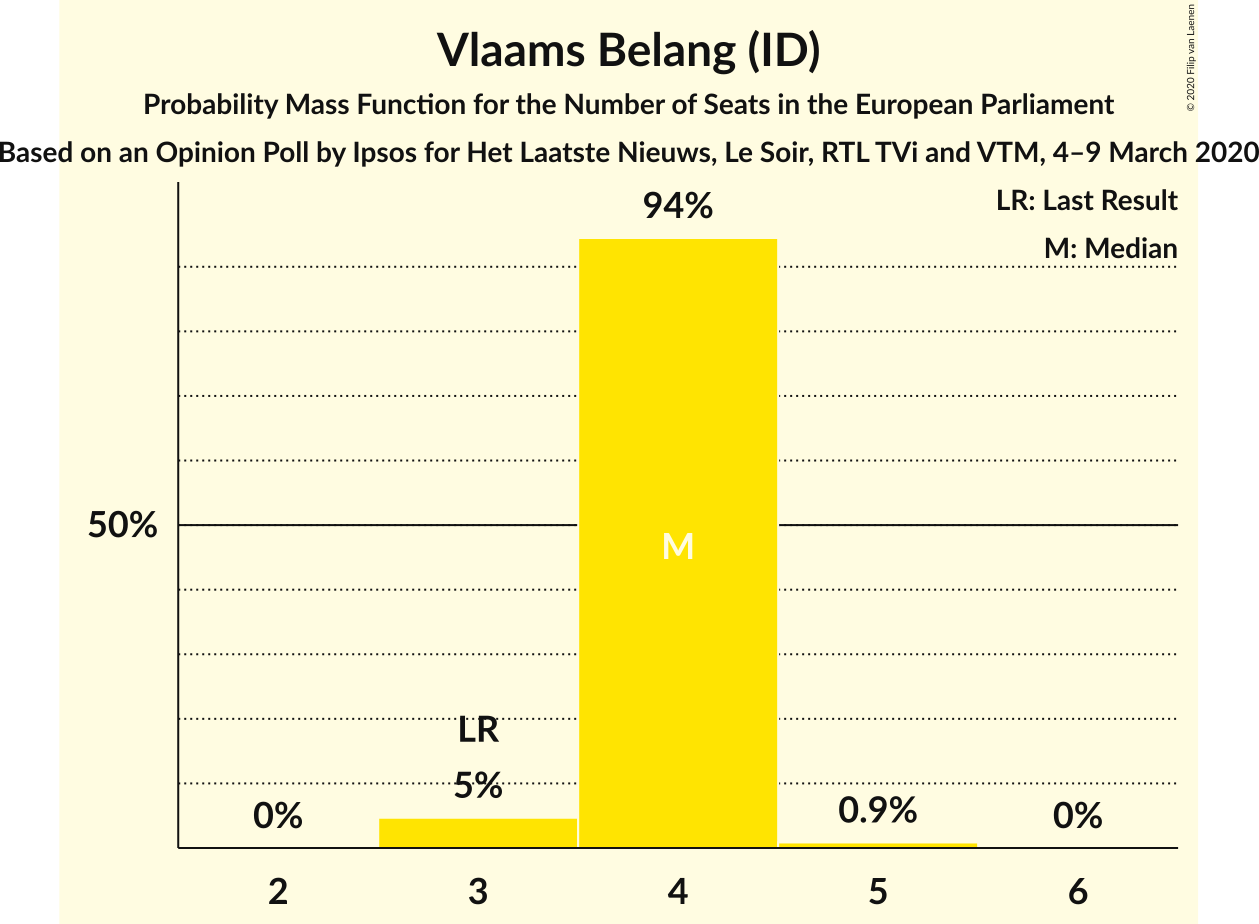 Vlaams Belang (ID)
Probability Mass Function for the Number of Seats in the European Parliament
Based on an Opinion Poll by Ipsos for Het Laatste Nieuws, Le Soir, RTL TVi and VTM, 4–9 March 2020
© 2020 Filip van Laenen
LR: Last Result
M: Median
94%
50%
M
LR
5%
0%
0.9%
0%
2 3 4 5 6